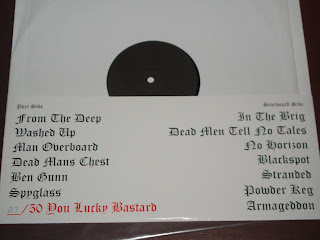 Port Side
From The Deep
Washed Up
Man Overboard
Dead Mans Chest
Ben Gunn
Spyglass
Starboard Side
In The Brig
Dead Men Tell No Tales
No Horizon
Blackspot
Stranded
Powder Keg
Armageddon
07/50 You Lucky Bastard